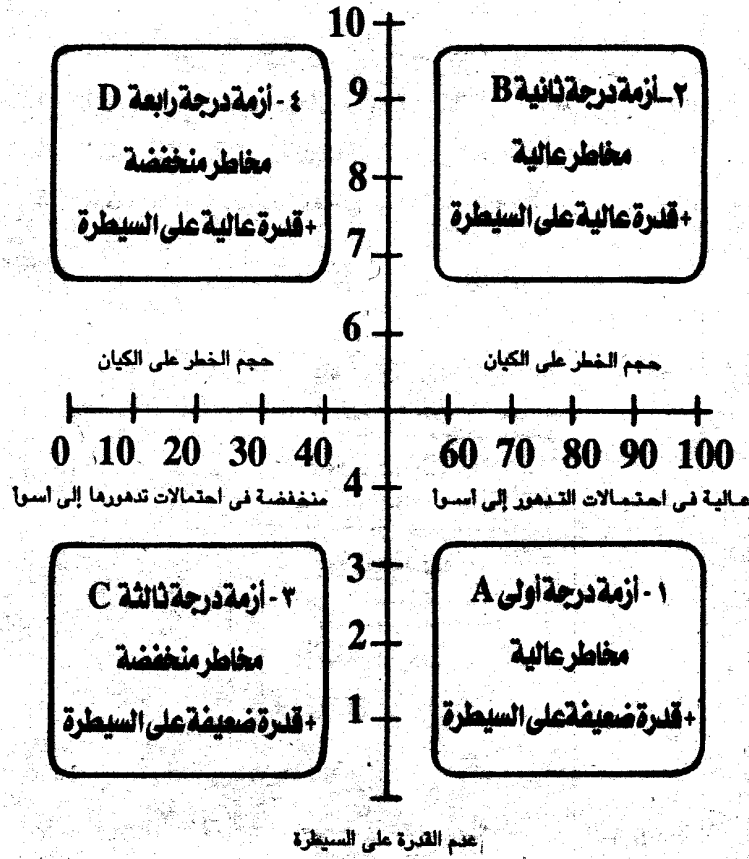 10
٢-أزمة درجة ثانية B
مخاطر عالية
+ قدرة عالية على السيطرة
٤ - أزمة درجة رابعة D
مخاطر منخفضة
+ قدرة عالية على السيطرة
9
8
7
6
حجم الخطر على الكيان
حجم الخطر على الكيان
0 10 20 30 40 60 70 80 90 100
عالية فى احتمالات التدهور إلى أسوأ
منخفضة فى احتمالات تدهورها إلى أسوأ
4
١ - أزمة درجة أولى A
مخاطر عالية
+ قدرة ضعيفة على السيطرة
٣ - أزمة درجة ثالثة C
مخاطر منخفضة
+ قدرة ضعيفة على السيطرة
3
2
1
عدم القدرة على السيطرة